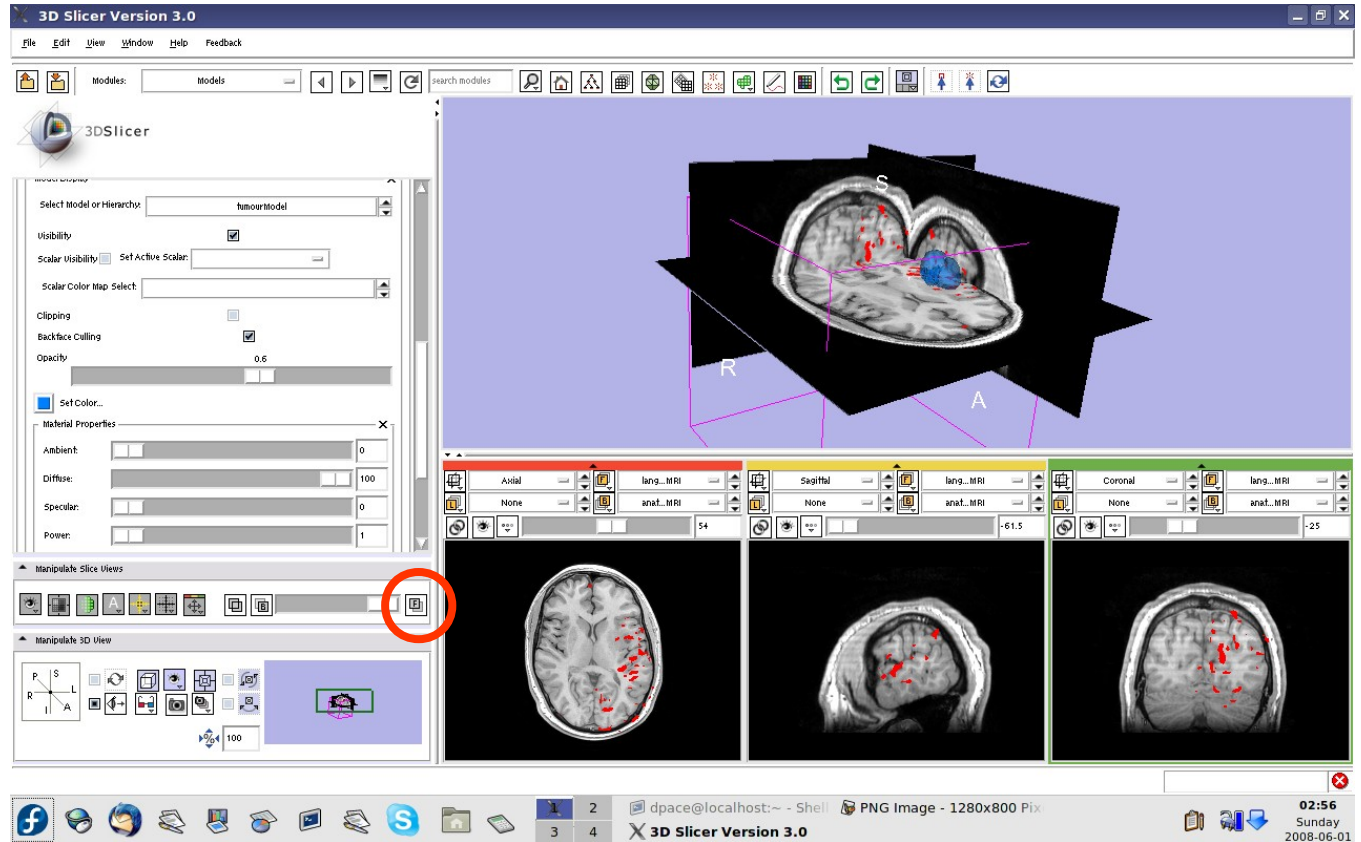 3D Slicer Version 3.0
File Edit View Window Help Feedback
Modules: Models search modules
3DSlicer
Model Display
Select Model or Hierarchy: tumourModel
Visibility
Scalar Visibility Set Active Scalar:
Scalar Color Map Select:
Clipping
Backface Culling
Opacity 0.6
Set Color...
Material Properties
Ambient: 0
Diffuse: 100
Specular: 0
Power: 1
Manipulate Slice Views
A B F
Manipulate 3D View
P S
R L
I A
% 100
S
R
A
Axial F lang...MRI
L None B anat...MRI
54
Sagittal F lang...MRI
L None B anat...MRI
-61.5
Coronal F lang...MRI
L None B anat...MRI
-25
1 2
3 4
dpace@localhost:~ - Shell PNG Image - 1280x800 Pix
3D Slicer Version 3.0
02:56
Sunday
2008-06-01